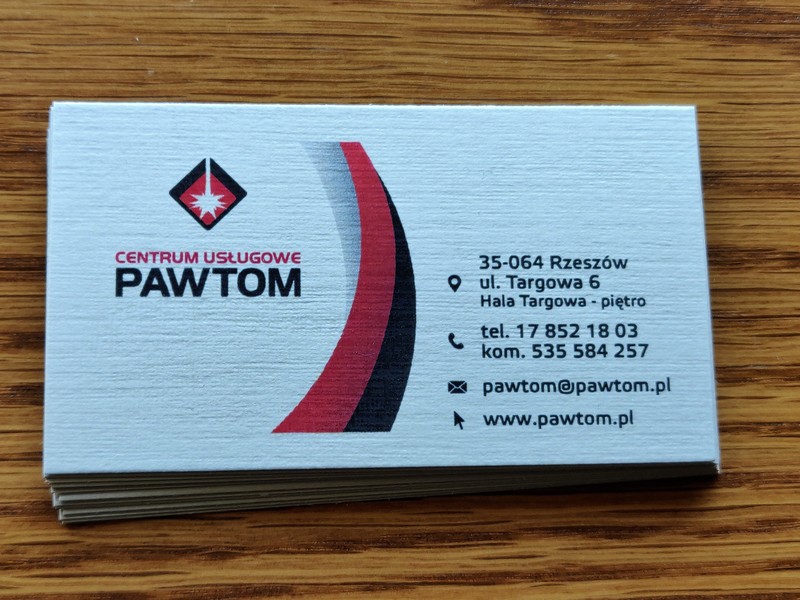 CENTRUM USŁUGOWE
PAWTOM
35-064 Rzeszów
ul. Targowa 6
Hala Targowa - piętro
tel. 17 852 18 03
kom. 535 584 257
pawtom@pawtom.pl
www.pawtom.pl